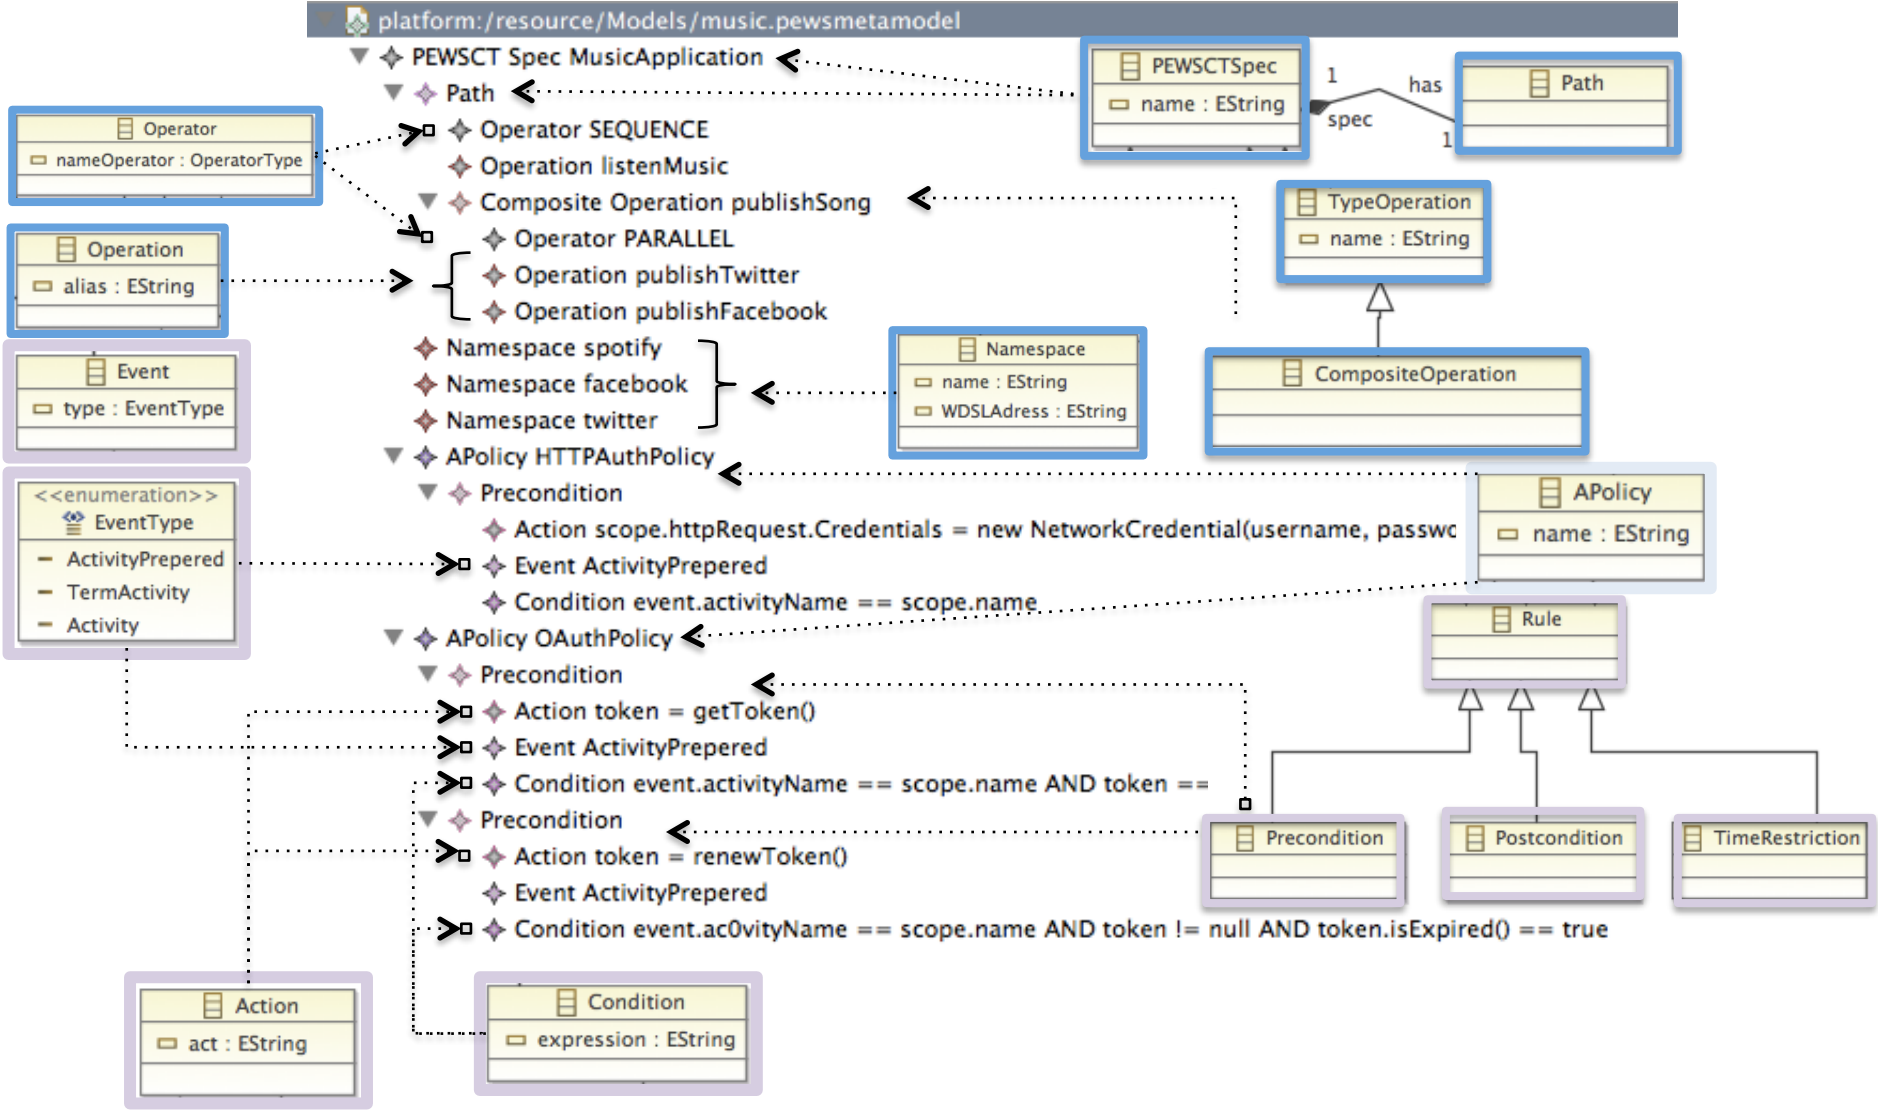 platform:/resource/Models/music.pewsmetamodel
PEWSCT Spec MusicApplication
Path
Operator SEQUENCE
Operation listenMusic
Composite Operation publishSong
Operator PARALLEL
Operation publishTwitter
Operation publishFacebook
Namespace spotify
Namespace facebook
Namespace twitter
APolicy HTTPAuthPolicy
Precondition
Action scope.httpRequest.Credentials = new NetworkCredential(username, passwc
Event ActivityPrepered
Condition event.activityName == scope.name
APolicy OAuthPolicy
Precondition
Action token = getToken()
Event ActivityPrepered
Condition event.activityName == scope.name AND token ==
Precondition
Action token = renewToken()
Event ActivityPrepered
Condition event.ac0vityName == scope.name AND token != null AND token.isExpired() == true
Operator
nameOperator : OperatorType
Operation
alias : EString
Event
type : EventType
<<enumeration>>
EventType
ActivityPrepered
TermActivity
Activity
Action
act : EString
Condition
expression : EString
PEWSCTSpec
name : EString
1
has
spec
1
Path
TypeOperation
name : EString
CompositeOperation
Namespace
name : EString
WDSLAdress : EString
APolicy
name : EString
Rule
Precondition
Postcondition
TimeRestriction